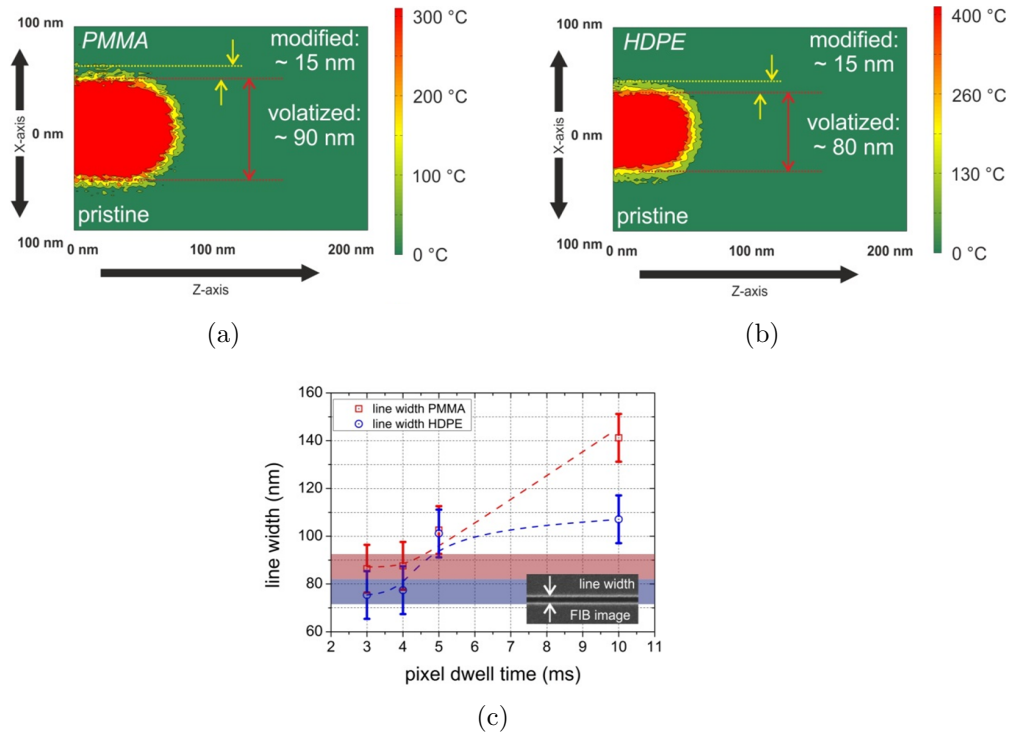 100 nm
PMMA
modified:
~ 15 nm
X-axis
0 nm
volatized:
~ 90 nm
pristine
100 nm
0 nm
100 nm
200 nm
Z-axis
300 °C
200 °C
100 °C
0 °C
(a)
100 nm
HDPE
modified:
~ 15 nm
X-axis
0 nm
volatized:
~ 80 nm
pristine
100 nm
0 nm
100 nm
200 nm
Z-axis
400 °C
260 °C
130 °C
0 °C
(b)
line width (nm)
160
140
120
100
80
60
line width PMMA
line width HDPE
line width
FIB image
2 3 4 5 6 7 8 9 10 11
pixel dwell time (ms)
(c)